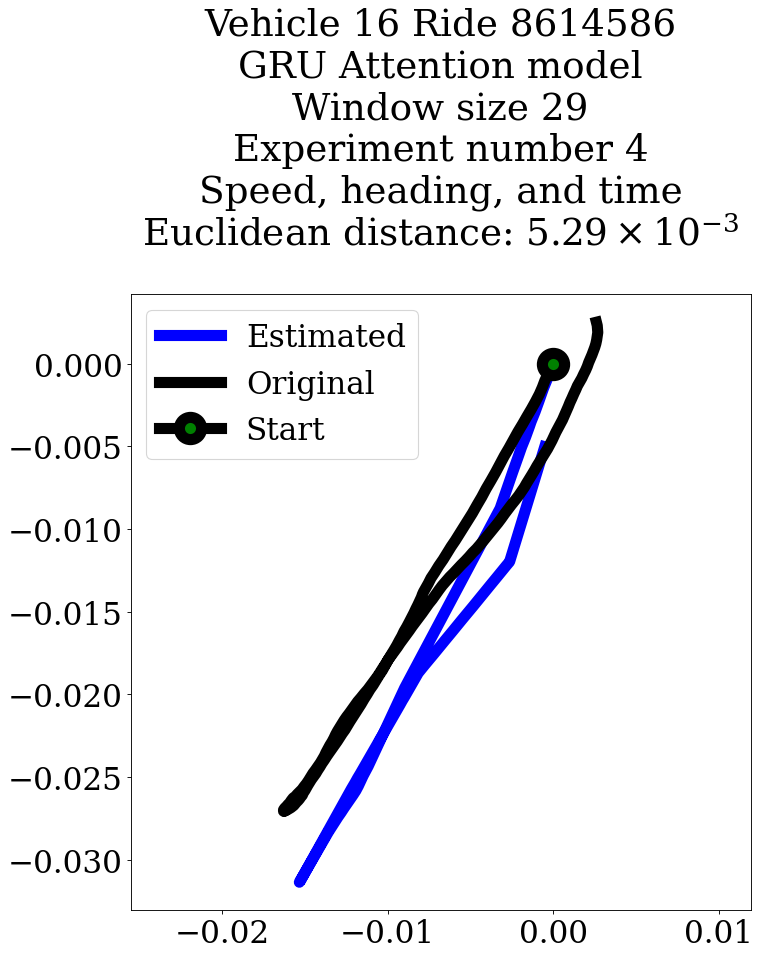 Vehicle 16 Ride 8614586
GRU Attention model
Window size 29
Experiment number 4
Speed, heading, and time
Euclidean distance: 5.29 × 10⁻³
Estimated
Original
Start
0.000
−0.005
−0.010
−0.015
−0.020
−0.025
−0.030
−0.02 −0.01 0.00 0.01